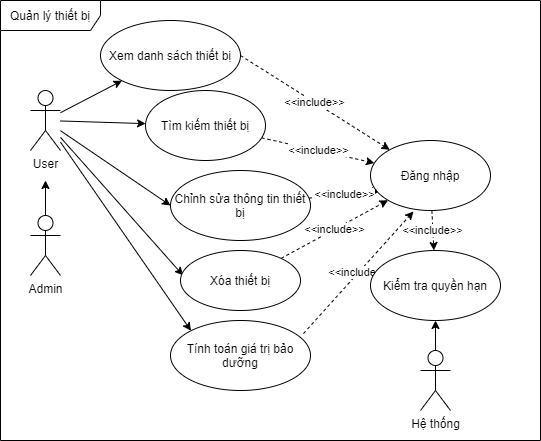 Quản lý thiết bị
Xem danh sách thiết bị
<<include>>
Tìm kiếm thiết bị
<<include>>
User
Đăng nhập
Chỉnh sửa thông tin thiết
bị
<<include>>
<<include>>
<<include>>
Admin
Xóa thiết bị
<<include
Kiểm tra quyền hạn
Tính toán giá trị bảo
dưỡng
Hệ thống